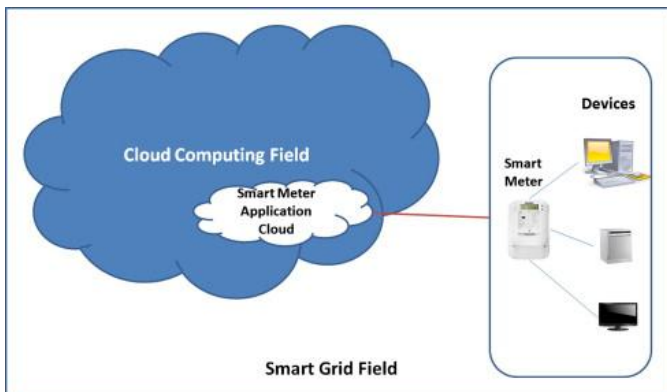 Devices
Cloud Computing Field
Smart
Meter
Smart Meter
Application
Cloud
Smart Grid Field